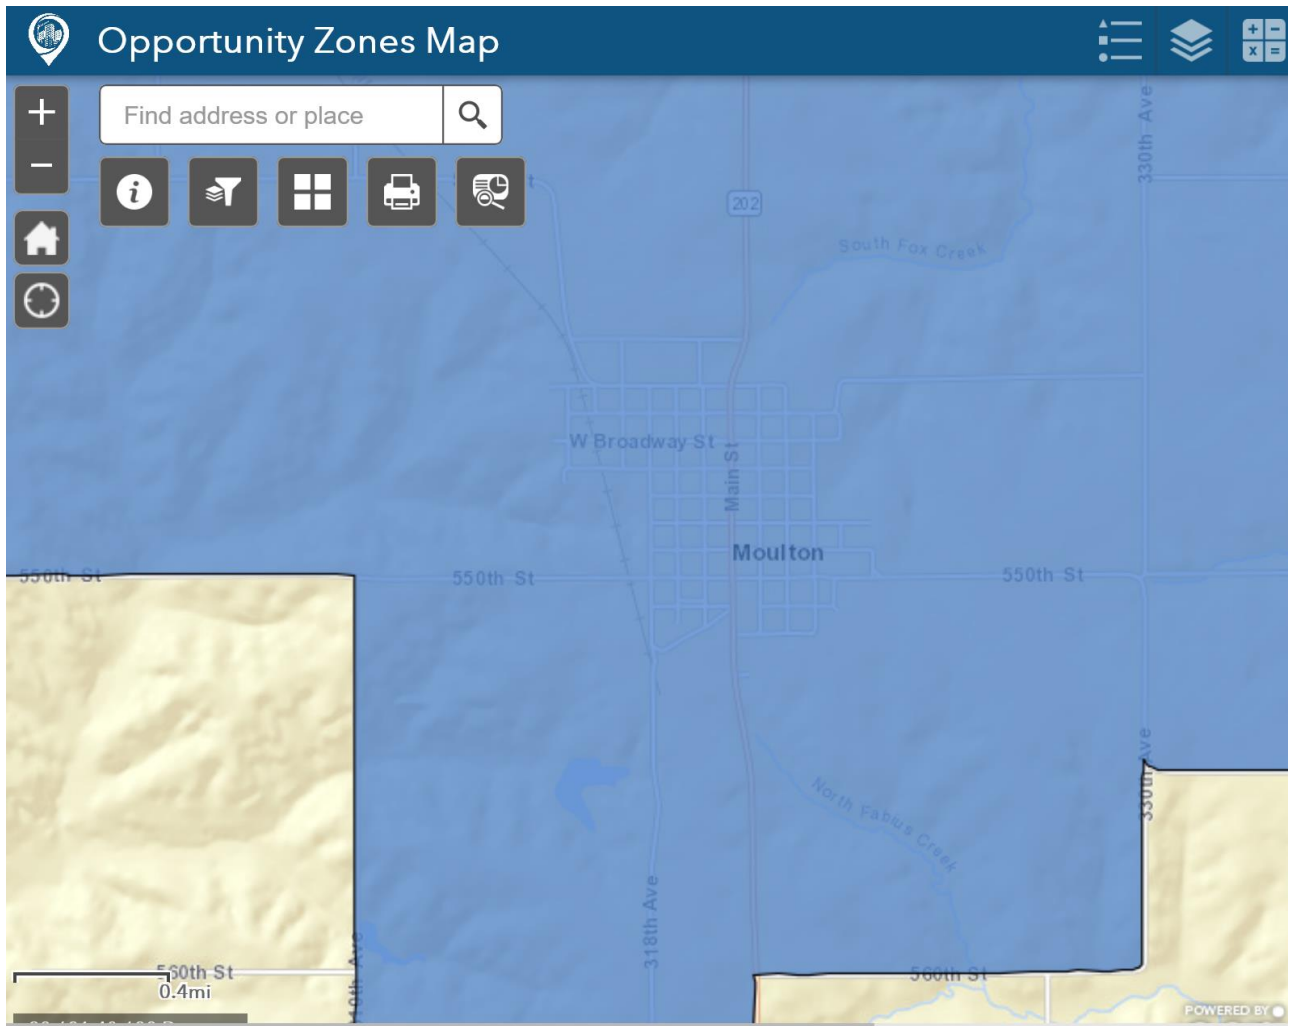 Opportunity Zones Map
+ −
x =
+
Find address or place
−
i
330th Ave
202
South Fox Creek
W Broadway St
Main St
Moulton
550th St
550th St
550th St
330th Ave
North Fabius Creek
318th Ave
560th St
560th St
0.4mi
POWERED BY